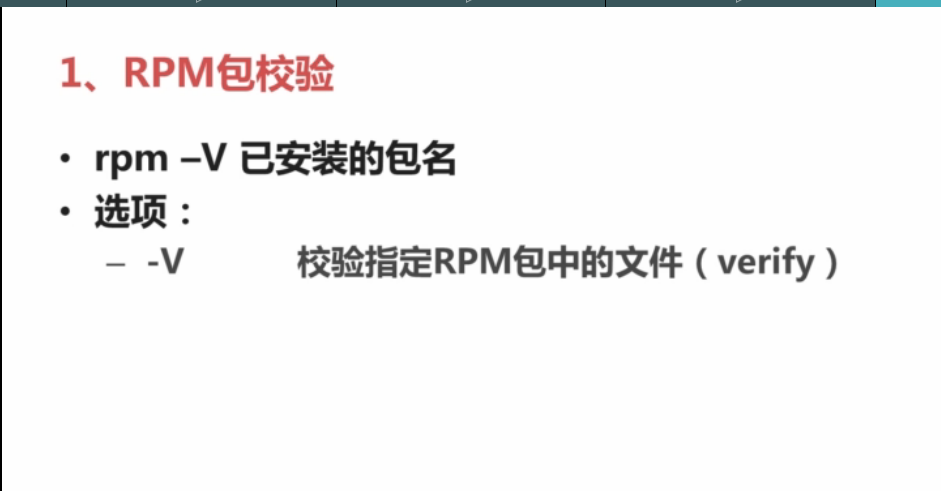 1、RPM包校验
• rpm –V 已安装的包名
• 选项：
– -V 校验指定RPM包中的文件（verify）